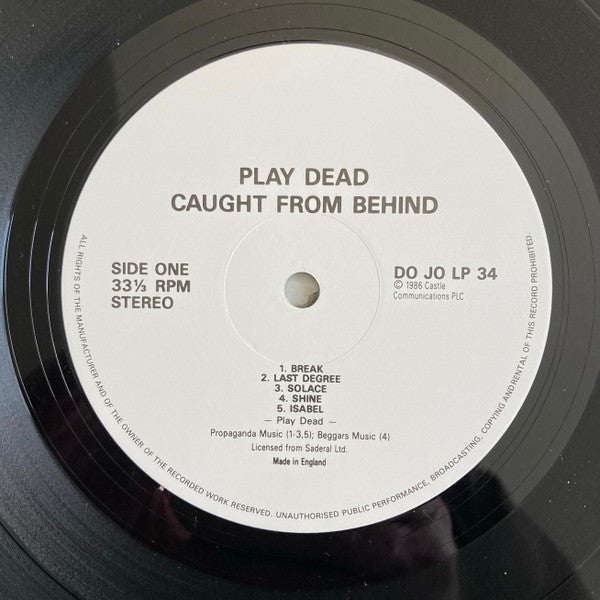 PLAY DEAD
CAUGHT FROM BEHIND
SIDE ONE
33⅓ RPM
STEREO
DO JO LP 34
© 1986 Castle
Communications PLC
1. BREAK
2. LAST DEGREE
3. SOLACE
4. SHINE
5. ISABEL
— Play Dead —
Propaganda Music (1-3,5); Beggars Music (4)
Licensed from Saderal Ltd.
Made in England
ALL RIGHTS OF THE MANUFACTURER AND OF THE OWNER OF THE RECORDED WORK RESERVED. UNAUTHORISED PUBLIC PERFORMANCE, BROADCASTING, COPYING AND RENTAL OF THIS RECORD PROHIBITED.